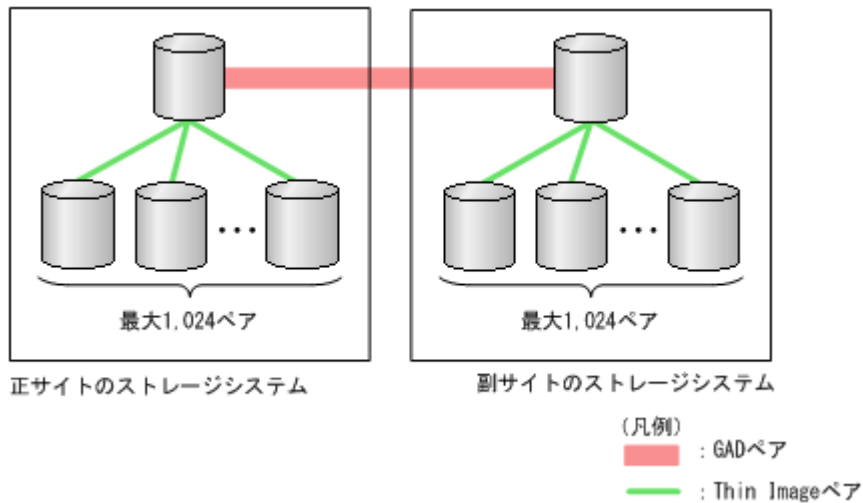 最大1,024ペア
最大1,024ペア
正サイトのストレージシステム
副サイトのストレージシステム
(凡例)
: GADペア
: Thin Imageペア